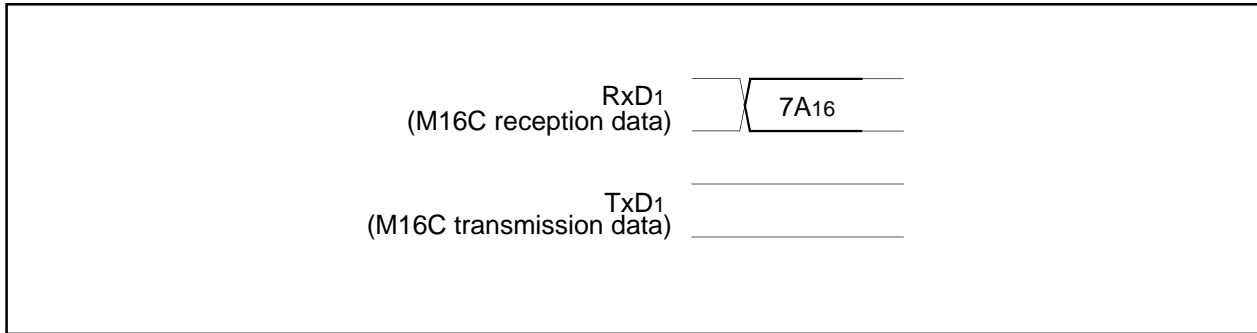 RxD1
(M16C reception data)
7A16
TxD1
(M16C transmission data)